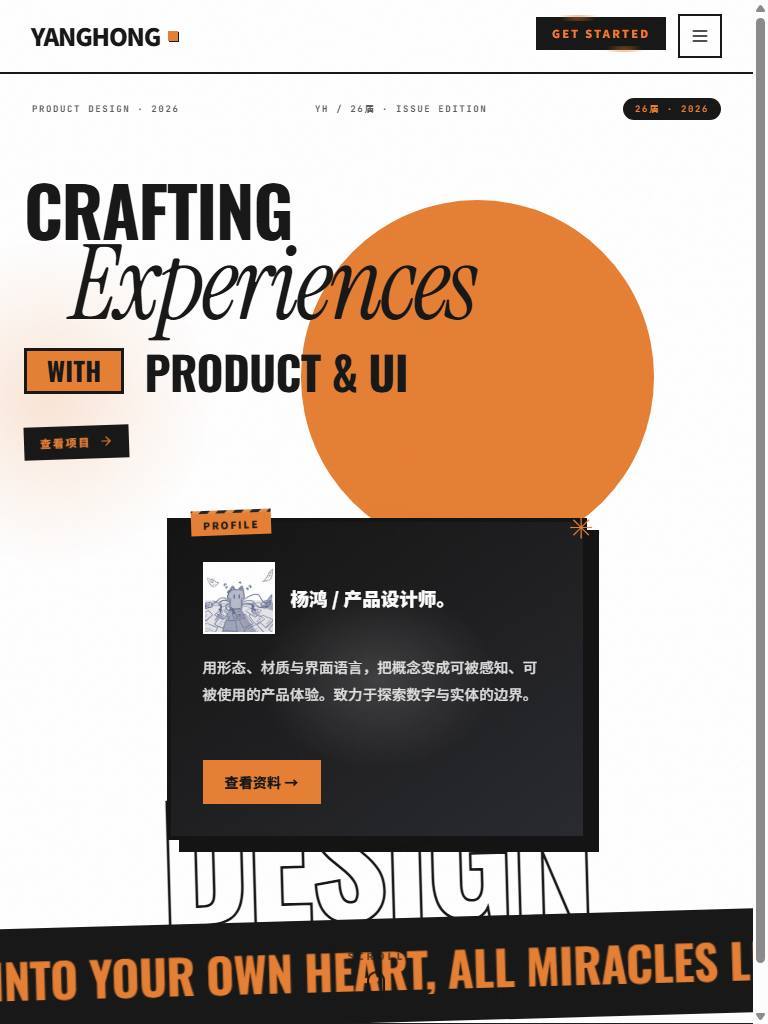 YANGHONG
GET STARTED
PRODUCT DESIGN · 2026
YH / 26届 · ISSUE EDITION
26届 · 2026
CRAFTING
Experiences
WITH
PRODUCT & UI
查看项目 →
PROFILE
杨鸿 / 产品设计师。
用形态、材质与界面语言，把概念变成可被感知、可
被使用的产品体验。致力于探索数字与实体的边界。
查看资料 →
DESIGN
SCROLL
INTO YOUR OWN HEART, ALL MIRACLES L